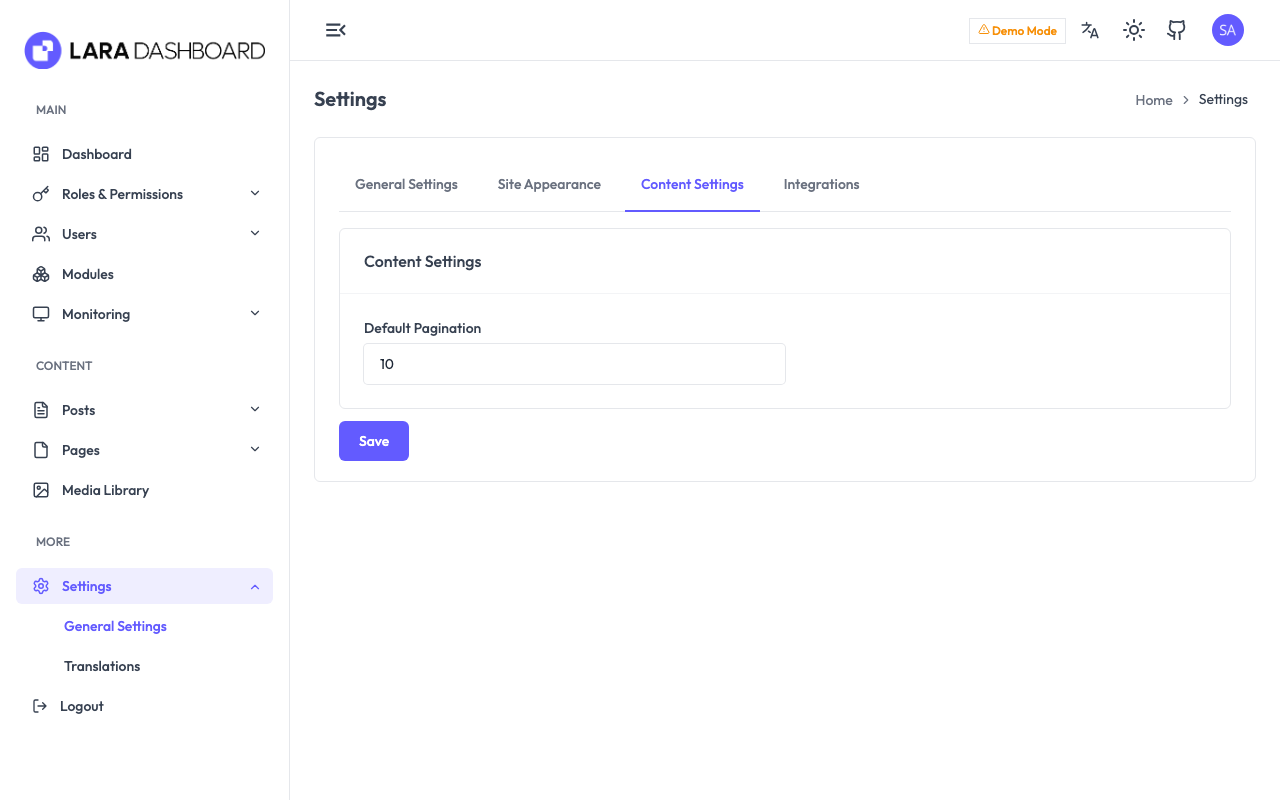 LARA DASHBOARD
MAIN
Dashboard
Roles & Permissions
Users
Modules
Monitoring
CONTENT
Posts
Pages
Media Library
MORE
Settings
General Settings
Translations
Logout
Demo Mode
SA
Settings
Home > Settings
General Settings
Site Appearance
Content Settings
Integrations
Content Settings
Default Pagination
10
Save